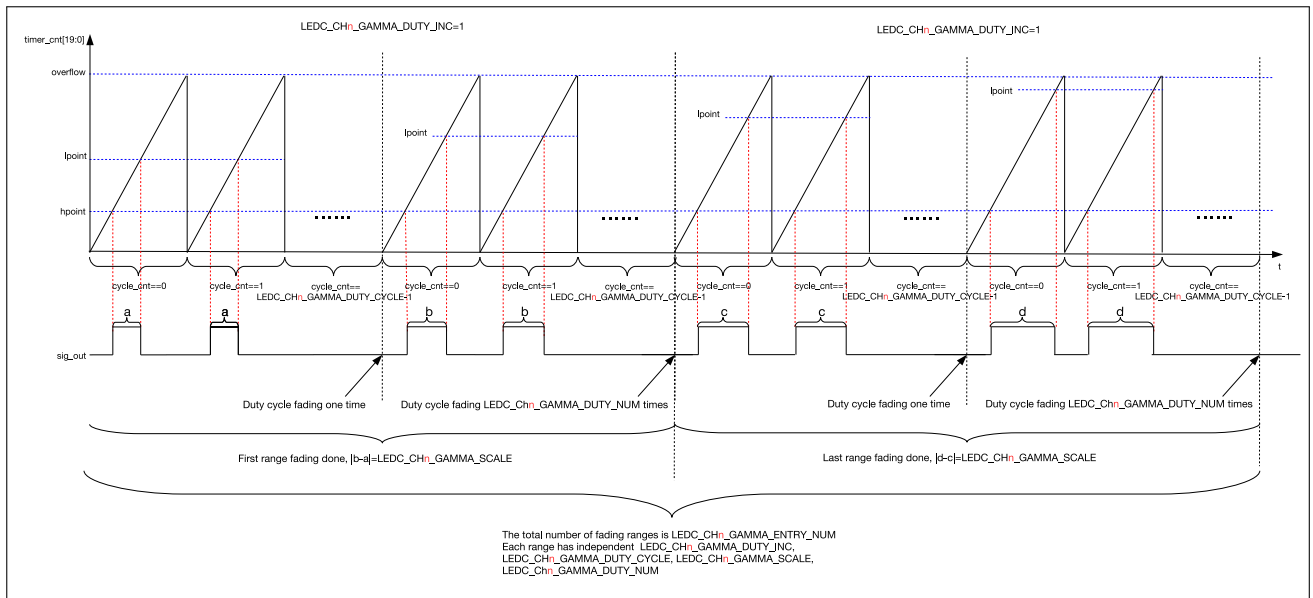 LEDC_CHn_GAMMA_DUTY_INC=1
LEDC_CHn_GAMMA_DUTY_INC=1
timer_cnt[19:0]
overflow
lpoint
lpoint
lpoint
lpoint
hpoint
......
......
......
......
t
cycle_cnt==0
cycle_cnt==1
cycle_cnt==
LEDC_CHn_GAMMA_DUTY_CYCLE-1
cycle_cnt==0
cycle_cnt==1
cycle_cnt==
LEDC_CHn_GAMMA_DUTY_CYCLE-1
cycle_cnt==0
cycle_cnt==1
cycle_cnt==
LEDC_CHn_GAMMA_DUTY_CYCLE-1
cycle_cnt==0
cycle_cnt==1
cycle_cnt==
LEDC_CHn_GAMMA_DUTY_CYCLE-1
a
a
b
b
c
c
d
d
sig_out
Duty cycle fading one time
Duty cycle fading LEDC_Chn_GAMMA_DUTY_NUM times
Duty cycle fading one time
Duty cycle fading LEDC_Chn_GAMMA_DUTY_NUM times
First range fading done, |b-a|=LEDC_CHn_GAMMA_SCALE
Last range fading done, |d-c|=LEDC_CHn_GAMMA_SCALE
The total number of fading ranges is LEDC_CHn_GAMMA_ENTRY_NUM
Each range has independent LEDC_CHn_GAMMA_DUTY_INC,
LEDC_CHn_GAMMA_DUTY_CYCLE, LEDC_CHn_GAMMA_SCALE,
LEDC_Chn_GAMMA_DUTY_NUM